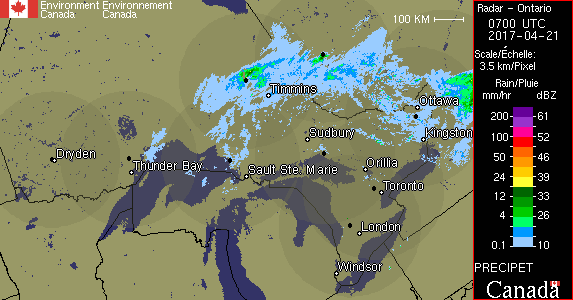 Environment Environnement
Canada Canada
100 KM
Radar - Ontario
0700 UTC
2017-04-21
Scale/Échelle:
3.5 km/Pixel
Rain/Pluie
mm/hr dBZ
200 61
100 52
50 46
24 39
12 33
4 26
0.1 10
PRECIPET
Canada
Timmins
Ottawa
Sudbury
Kingston
Dryden
Thunder Bay
Sault Ste. Marie
Orillia
Toronto
London
Windsor